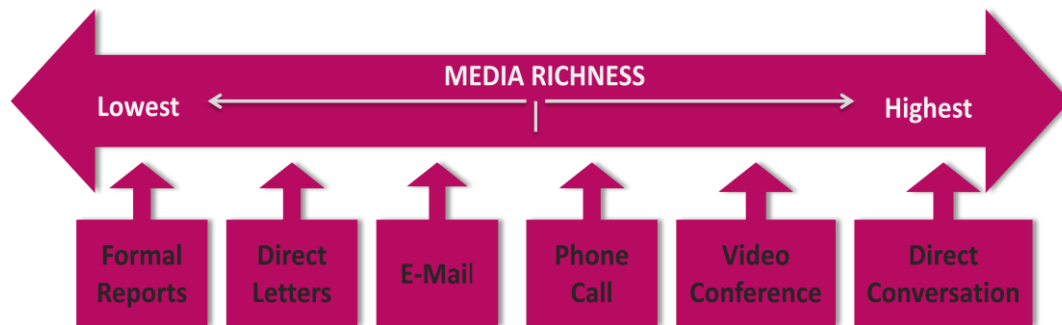 MEDIA RICHNESS
Lowest
Highest
Formal
Reports
Direct
Letters
E-Mail
Phone
Call
Video
Conference
Direct
Conversation